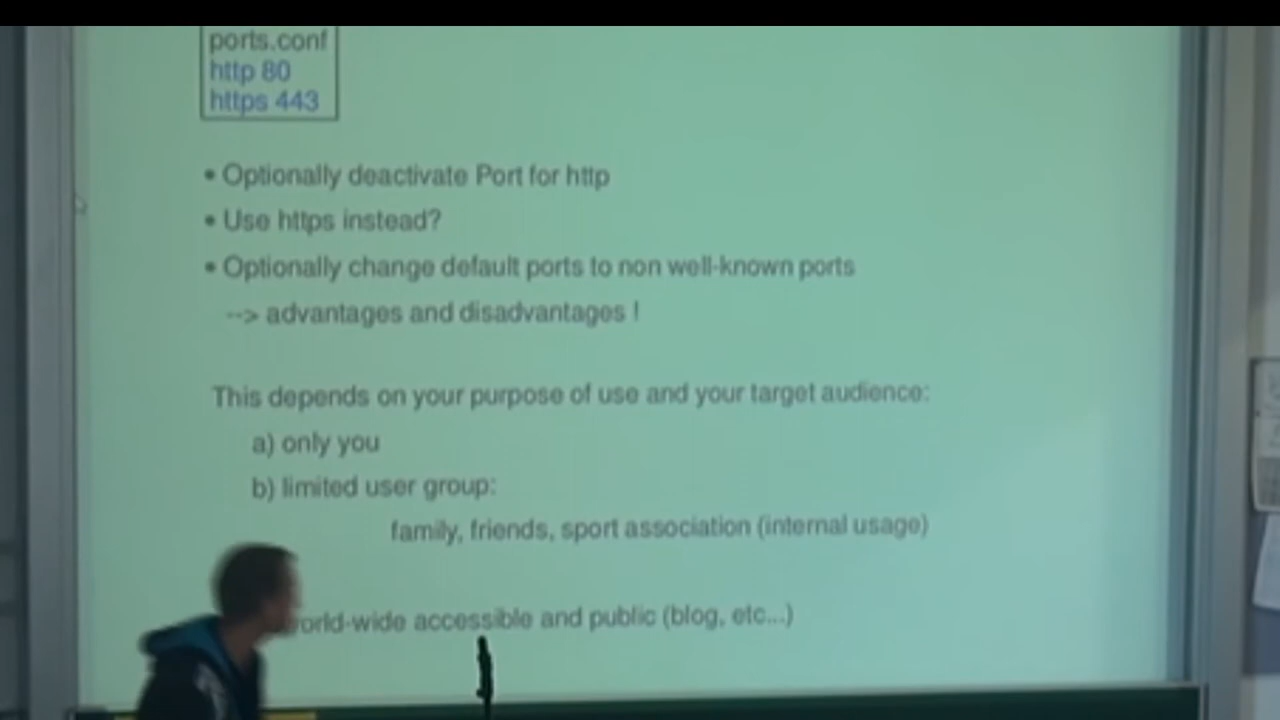 ports.conf
http 80
https 443
• Optionally deactivate Port for http
• Use https instead?
• Optionally change default ports to non well-known ports
--> advantages and disadvantages !
This depends on your purpose of use and your target audience:
a) only you
b) limited user group:
family, friends, sport association (internal usage)
orld-wide accessible and public (blog, etc...)